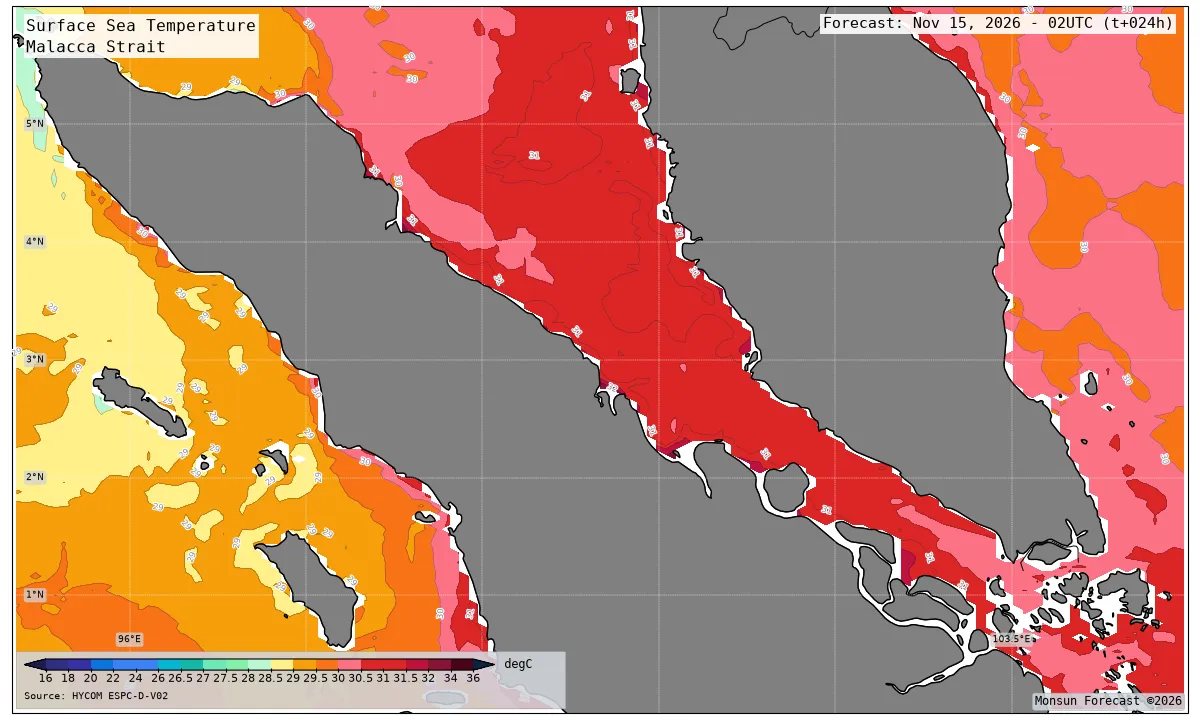 Surface Sea Temperature
Malacca Strait
Forecast: Nov 15, 2026 - 02UTC (t+024h)
5°N
4°N
3°N
2°N
1°N
96°E
103.5°E
degC
16 18 20 22 24 26 26.5 27 27.5 28 28.5 29 29.5 30 30.5 31 31.5 32 34 36
Source: HYCOM ESPC-D-V02
Monsun Forecast ©2026